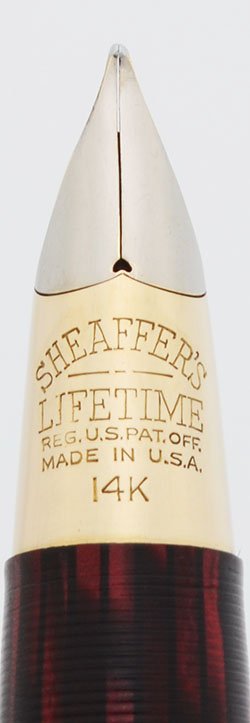 SHEAFFER'S
LIFETIME
REG. U.S. PAT. OFF.
MADE IN U.S.A.
14K